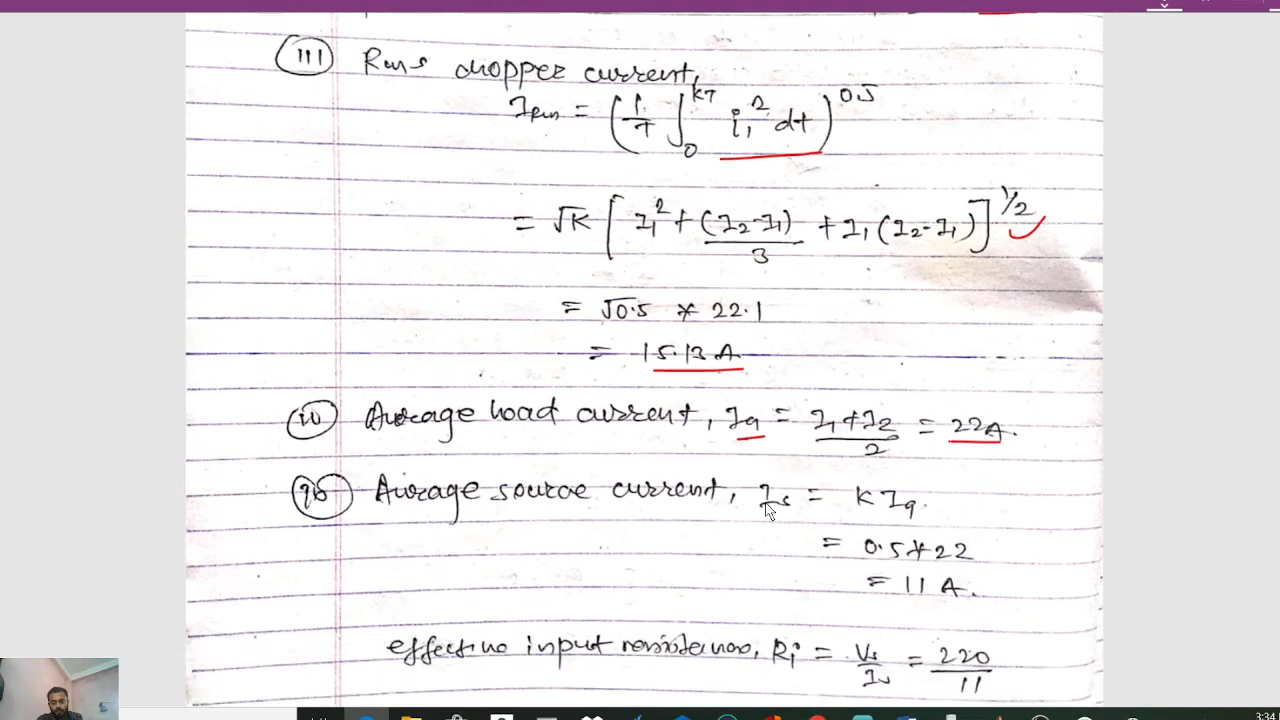 (iii) Rms chopper current,
Irms = (1/T ∫₀^KT i₁² dt)^0.5
= √K [ I₁² + (I₂-I₁)/3 + I₁ (I₂-I₁) ]^1/2
= √0.5 * 22.1
= 15.13 A
Average load current, Ia = I₁+I₂/2 = 22A.
Average source current, Is = K Ia.
= 0.5*22
= 11 A.
effective input resistance, Ri = Vs/Is = 220/11
3:34